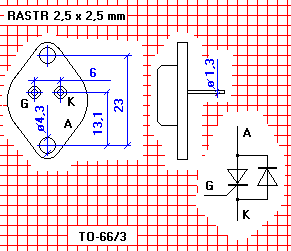 RASTR 2,5 x 2,5 mm
6
ø1,3
G
K
A
ø4,3
13,1
23
A
G
K
TO-66/3